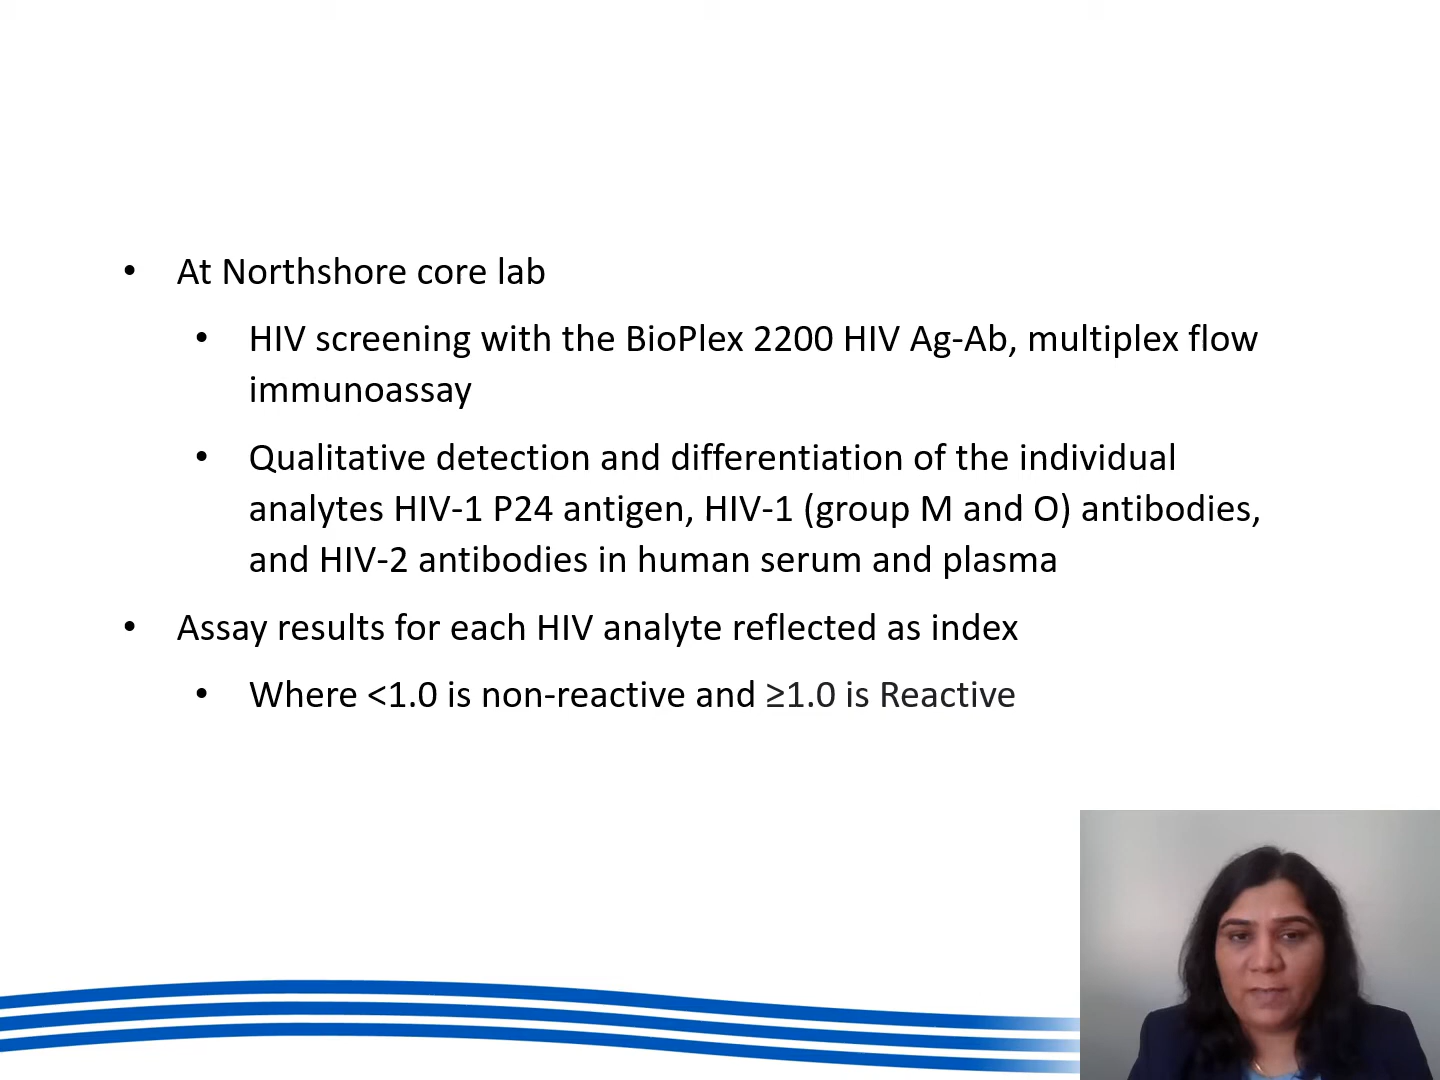 • At Northshore core lab
• HIV screening with the BioPlex 2200 HIV Ag-Ab, multiplex flow
immunoassay
• Qualitative detection and differentiation of the individual
analytes HIV-1 P24 antigen, HIV-1 (group M and O) antibodies,
and HIV-2 antibodies in human serum and plasma
• Assay results for each HIV analyte reflected as index
• Where <1.0 is non-reactive and ≥1.0 is Reactive